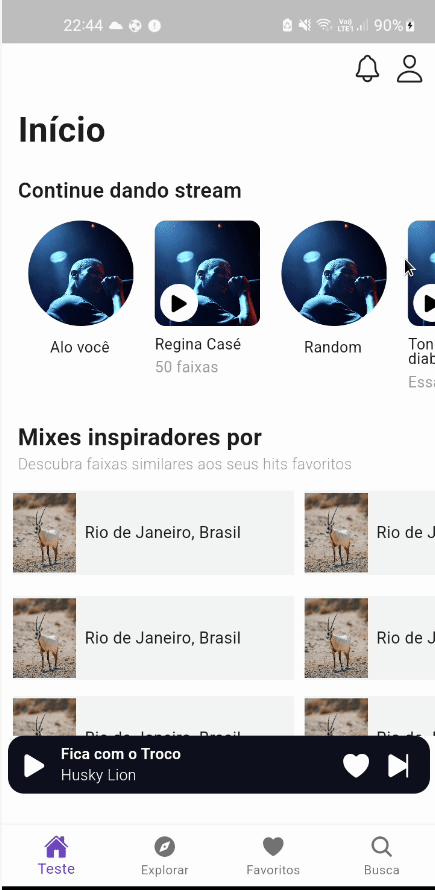 22:44 Vo)) LTE1 90%
Início
Continue dando stream
Alo você
Regina Casé
50 faixas
Random
Ton
diab
Essa
Mixes inspiradores por
Descubra faixas similares aos seus hits favoritos
Rio de Janeiro, Brasil
Rio de J
Rio de Janeiro, Brasil
Rio de J
Fica com o Troco
Husky Lion
Teste
Explorar
Favoritos
Busca